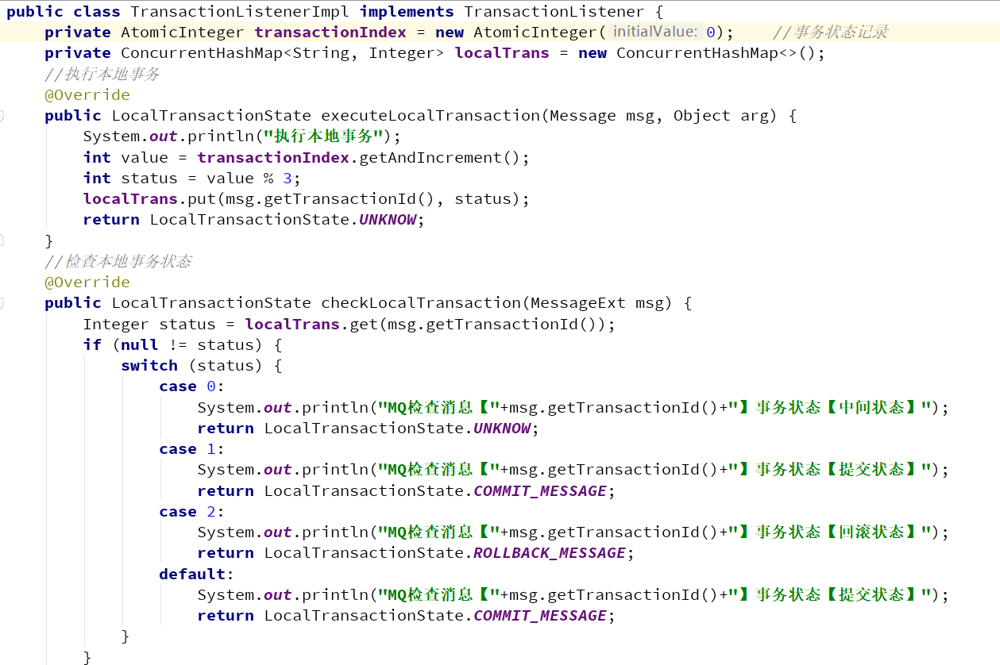 public class TransactionListenerImpl implements TransactionListener {
    private AtomicInteger transactionIndex = new AtomicInteger( initialValue: 0);    //事务状态记录
    private ConcurrentHashMap<String, Integer> localTrans = new ConcurrentHashMap<>();
    //执行本地事务
    @Override
    public LocalTransactionState executeLocalTransaction(Message msg, Object arg) {
        System.out.println("执行本地事务");
        int value = transactionIndex.getAndIncrement();
        int status = value % 3;
        localTrans.put(msg.getTransactionId(), status);
        return LocalTransactionState.UNKNOW;
    }
    //检查本地事务状态
    @Override
    public LocalTransactionState checkLocalTransaction(MessageExt msg) {
        Integer status = localTrans.get(msg.getTransactionId());
        if (null != status) {
            switch (status) {
                case 0:
                    System.out.println("MQ检查消息【"+msg.getTransactionId()+"】事务状态【中间状态】");
                    return LocalTransactionState.UNKNOW;
                case 1:
                    System.out.println("MQ检查消息【"+msg.getTransactionId()+"】事务状态【提交状态】");
                    return LocalTransactionState.COMMIT_MESSAGE;
                case 2:
                    System.out.println("MQ检查消息【"+msg.getTransactionId()+"】事务状态【回滚状态】");
                    return LocalTransactionState.ROLLBACK_MESSAGE;
                default:
                    System.out.println("MQ检查消息【"+msg.getTransactionId()+"】事务状态【提交状态】");
                    return LocalTransactionState.COMMIT_MESSAGE;
            }
        }